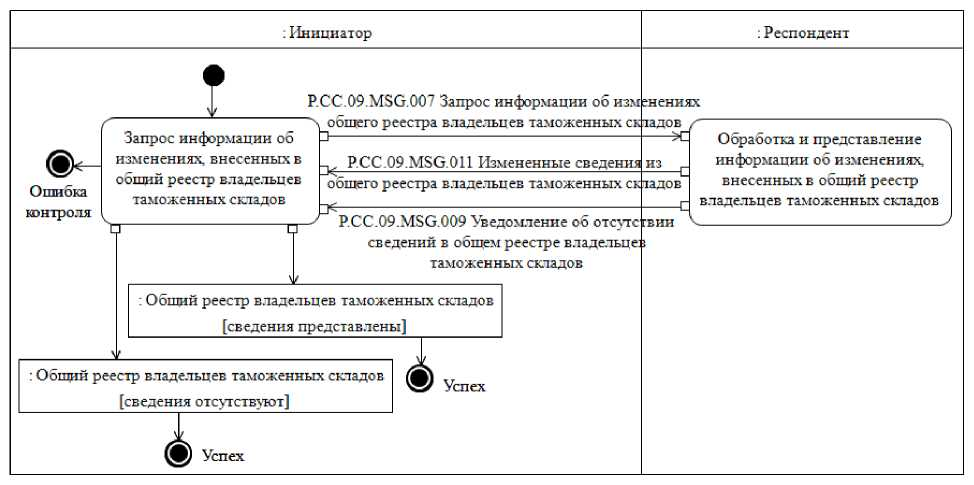 : Инициатор
: Респондент
P.CC.09.MSG.007 Запрос информации об изменениях
общего реестра владельцев таможенных складов
Запрос информации об
изменениях, внесенных в
общий реестр владельцев
таможенных складов
Обработка и представление
информации об изменениях,
внесенных в общий реестр
владельцев таможенных складов
P.CC.09.MSG.011 Измененные сведения из
общего реестра владельцев таможенных складов
Ошибка
контроля
P.CC.09.MSG.009 Уведомление об отсутствии
сведений в общем реестре владельцев
таможенных складов
: Общий реестр владельцев таможенных складов
[сведения представлены]
: Общий реестр владельцев таможенных складов
[сведения отсутствуют]
Успех
Успех